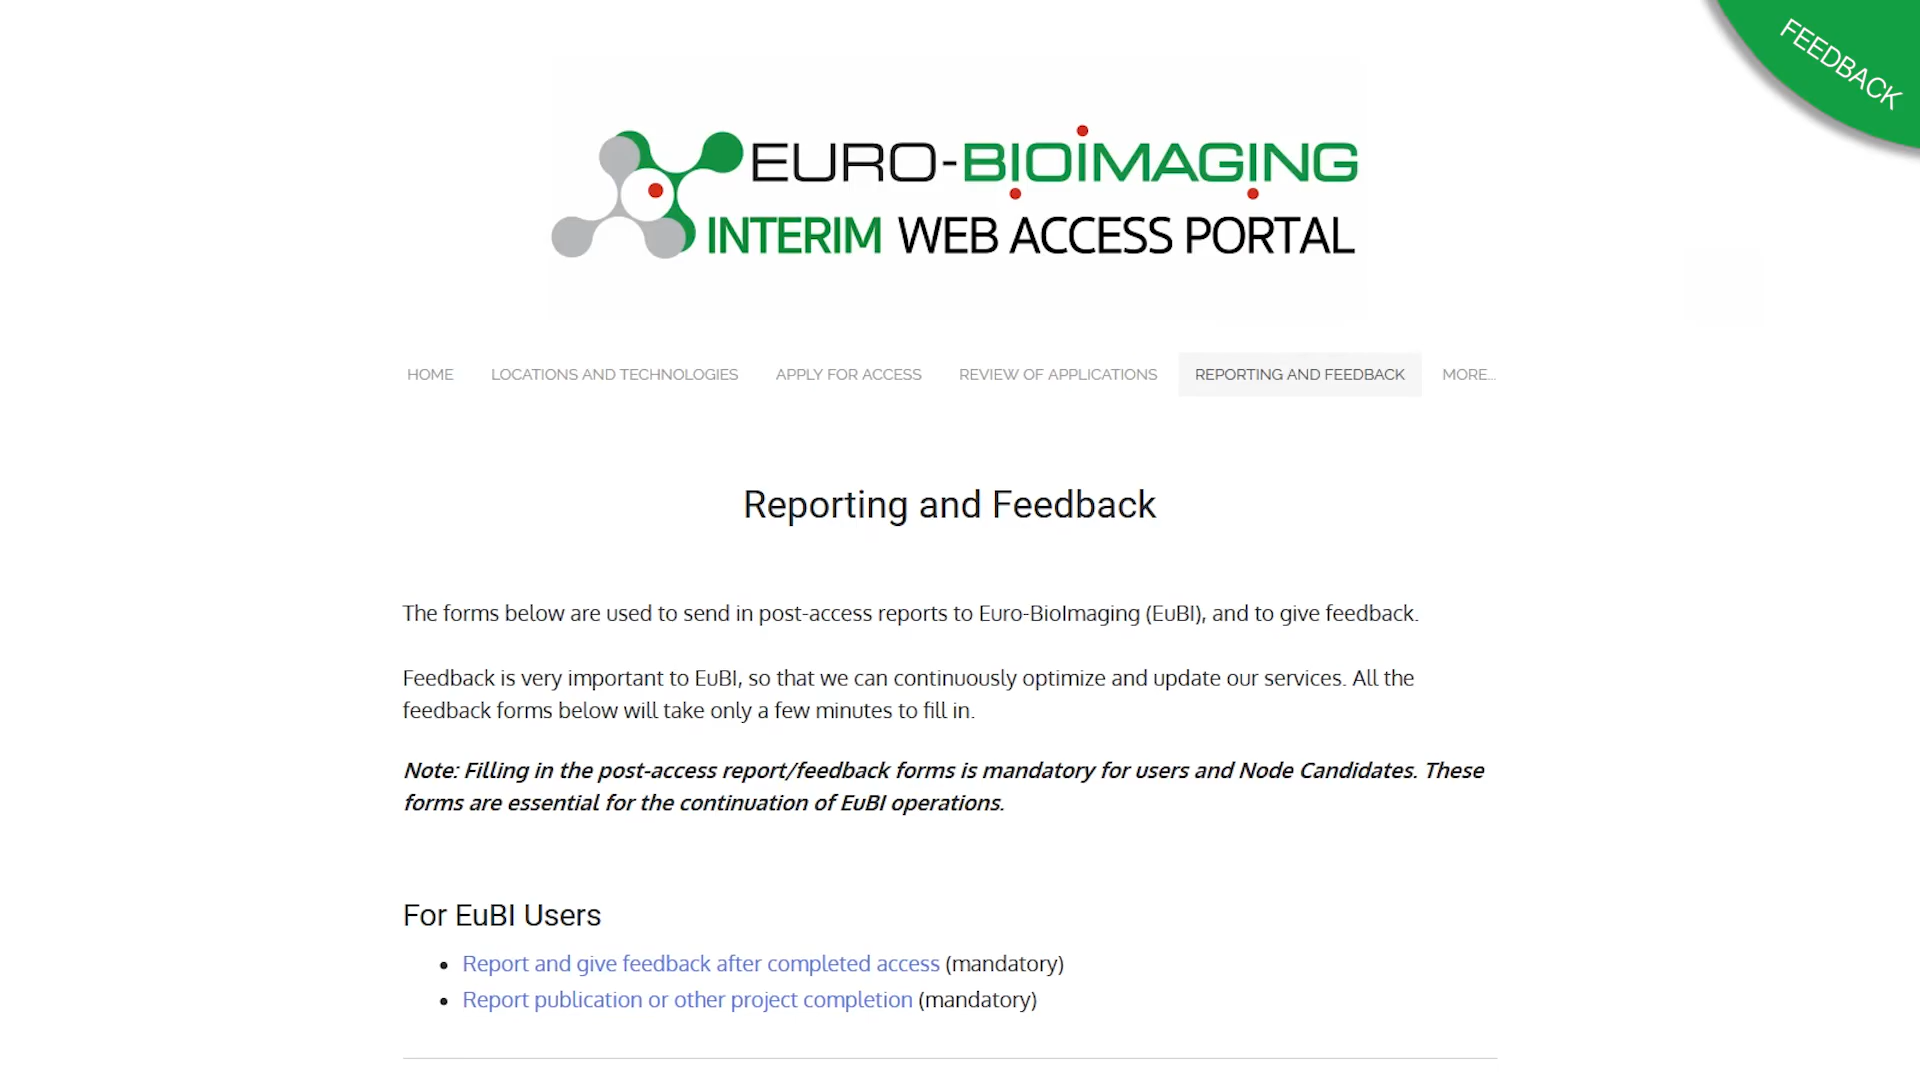 FEEDBACK
EURO-BIOIMAGING
INTERIM WEB ACCESS PORTAL
HOME LOCATIONS AND TECHNOLOGIES APPLY FOR ACCESS REVIEW OF APPLICATIONS REPORTING AND FEEDBACK MORE...
Reporting and Feedback
The forms below are used to send in post-access reports to Euro-BioImaging (EuBI), and to give feedback.
Feedback is very important to EuBI, so that we can continuously optimize and update our services. All the
feedback forms below will take only a few minutes to fill in.
Note: Filling in the post-access report/feedback forms is mandatory for users and Node Candidates. These
forms are essential for the continuation of EuBI operations.
For EuBI Users
• Report and give feedback after completed access (mandatory)
• Report publication or other project completion (mandatory)